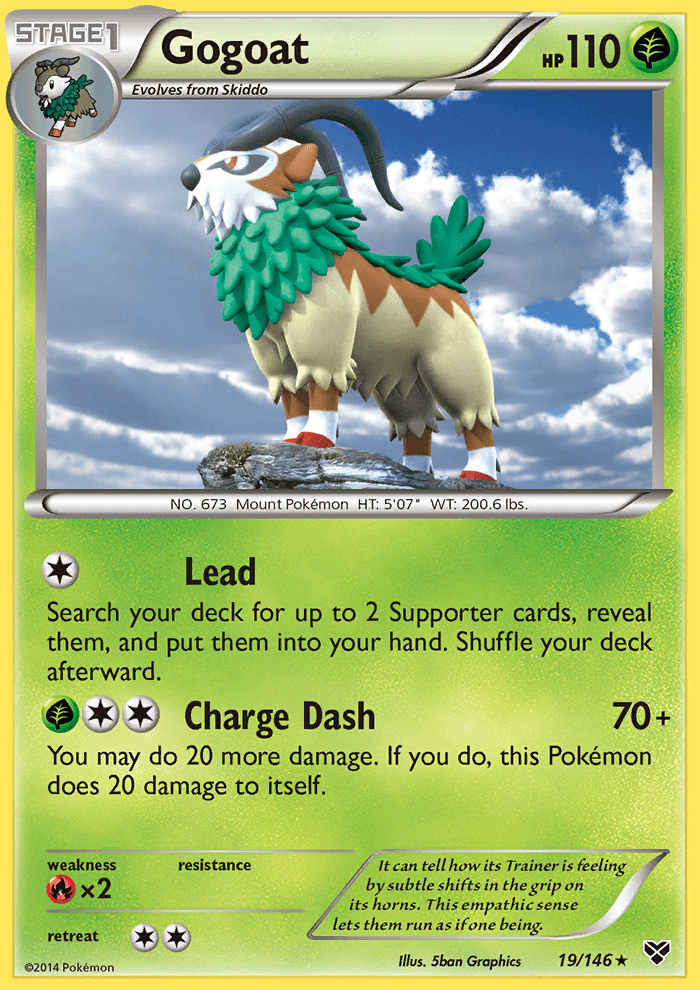 STAGE1
Gogoat
HP110
Evolves from Skiddo
NO. 673 Mount Pokémon HT: 5'07" WT: 200.6 lbs.
Lead
Search your deck for up to 2 Supporter cards, reveal
them, and put them into your hand. Shuffle your deck
afterward.
Charge Dash 70+
You may do 20 more damage. If you do, this Pokémon
does 20 damage to itself.
weakness resistance
×2
retreat
It can tell how its Trainer is feeling
by subtle shifts in the grip on
its horns. This empathic sense
lets them run as if one being.
©2014 Pokémon
Illus. 5ban Graphics 19/146★